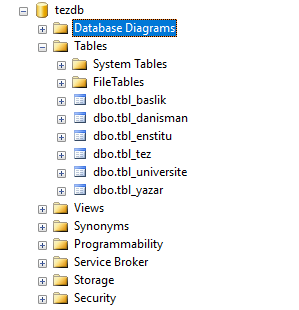 tezdb
Database Diagrams
Tables
System Tables
FileTables
dbo.tbl_baslik
dbo.tbl_danisman
dbo.tbl_enstitu
dbo.tbl_tez
dbo.tbl_universite
dbo.tbl_yazar
Views
Synonyms
Programmability
Service Broker
Storage
Security